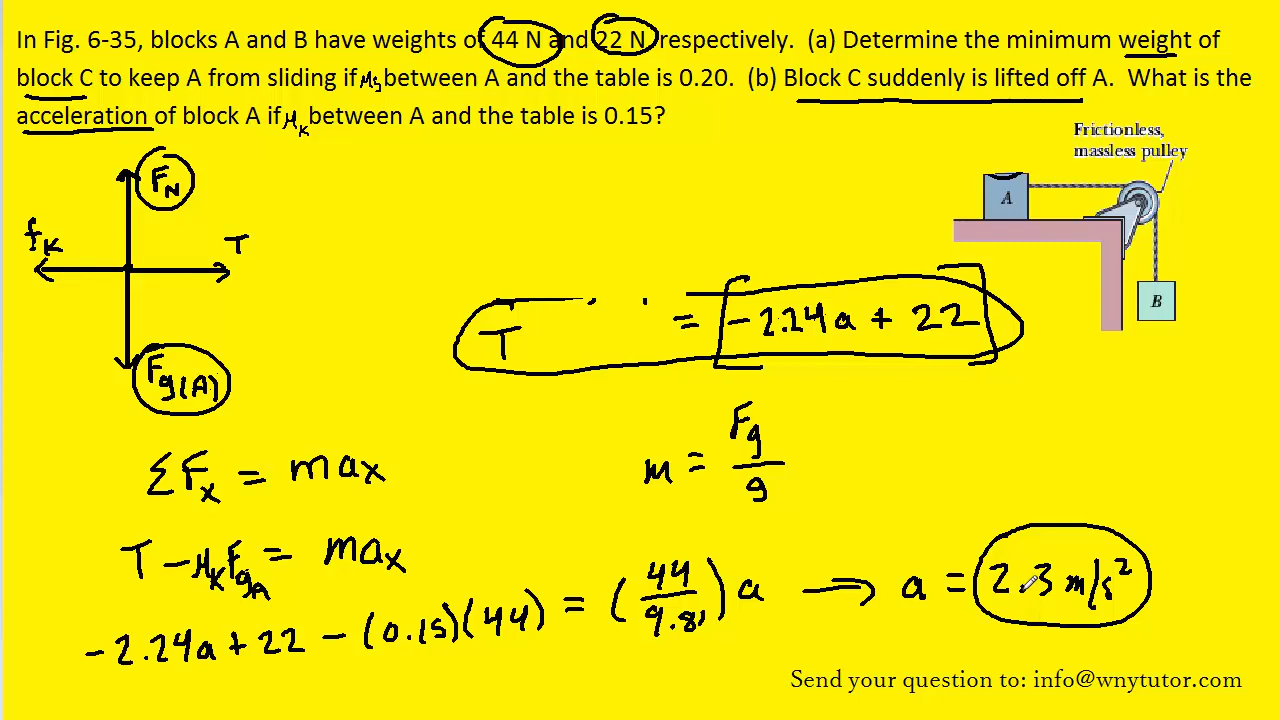 In Fig. 6-35, blocks A and B have weights of 44 N and 22 N, respectively. (a) Determine the minimum weight of
block C to keep A from sliding if μs between A and the table is 0.20. (b) Block C suddenly is lifted off A. What is the
acceleration of block A if μK between A and the table is 0.15?
Frictionless,
massless pulley
A
B
FN
fK
T
Fg(A)
T = [-2.24a + 22]
ΣFx = max
m = Fg/g
T - μKFgA = max
-2.24a + 22 - (0.15)(44) = (44/9.81)a ⟹ a = 2.3 m/s²
Send your question to: info@wnytutor.com